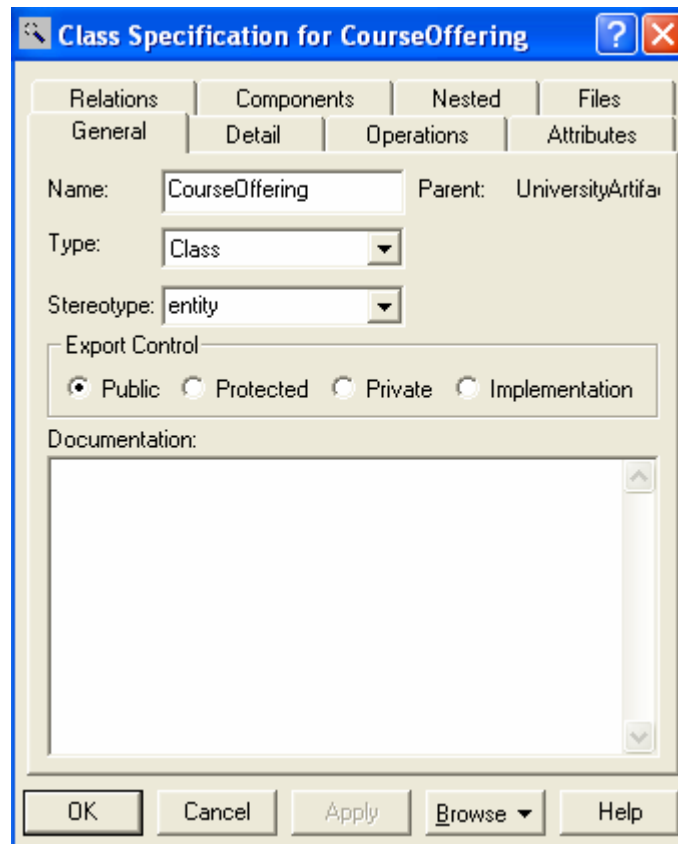 Class Specification for CourseOffering ?
Relations Components Nested Files
General Detail Operations Attributes
Name: CourseOffering Parent: UniversityArtifa
Type: Class
Stereotype: entity
Export Control
Public Protected Private Implementation
Documentation:
OK Cancel Apply Browse Help